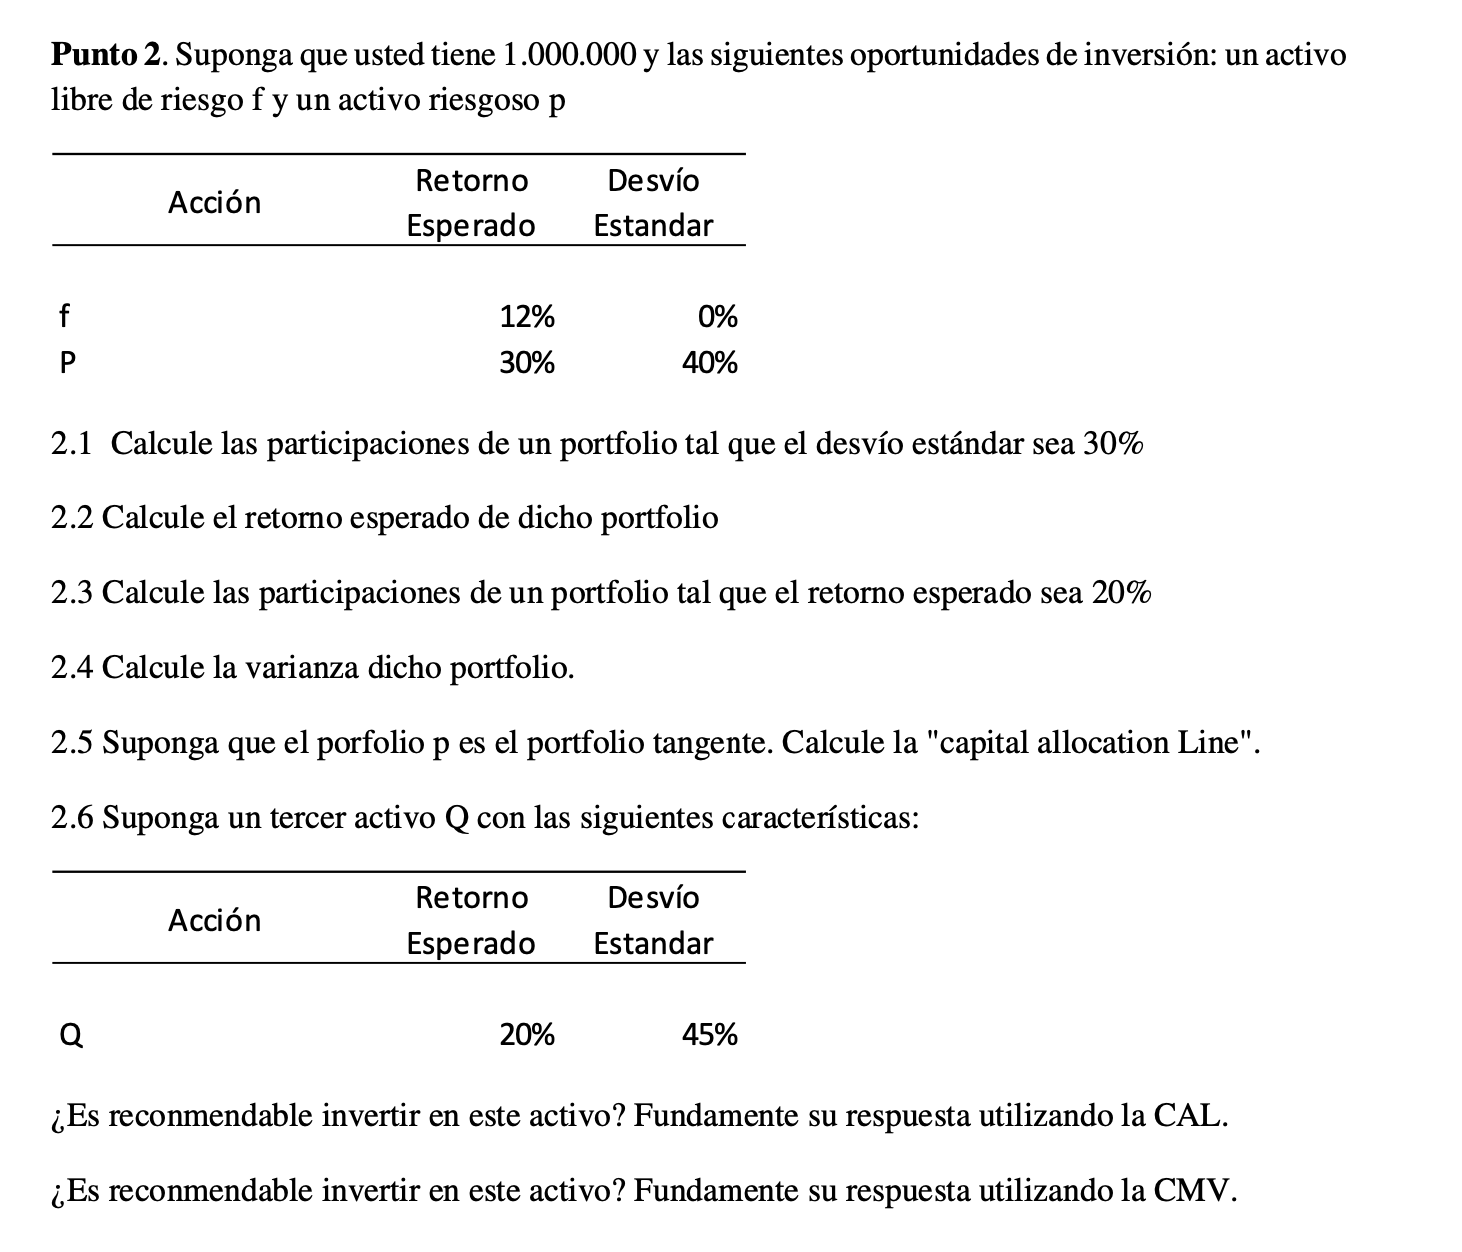 Punto 2. Suponga que usted tiene 1.000.000 y las siguientes oportunidades de inversión: un activo
libre de riesgo f y un activo riesgoso p
Acción Retorno Esperado Desvío Estandar
f 12% 0%
P 30% 40%
2.1 Calcule las participaciones de un portfolio tal que el desvío estándar sea 30%
2.2 Calcule el retorno esperado de dicho portfolio
2.3 Calcule las participaciones de un portfolio tal que el retorno esperado sea 20%
2.4 Calcule la varianza dicho portfolio.
2.5 Suponga que el porfolio p es el portfolio tangente. Calcule la "capital allocation Line".
2.6 Suponga un tercer activo Q con las siguientes características:
Acción Retorno Esperado Desvío Estandar
Q 20% 45%
¿Es reconmendable invertir en este activo? Fundamente su respuesta utilizando la CAL.
¿Es reconmendable invertir en este activo? Fundamente su respuesta utilizando la CMV.